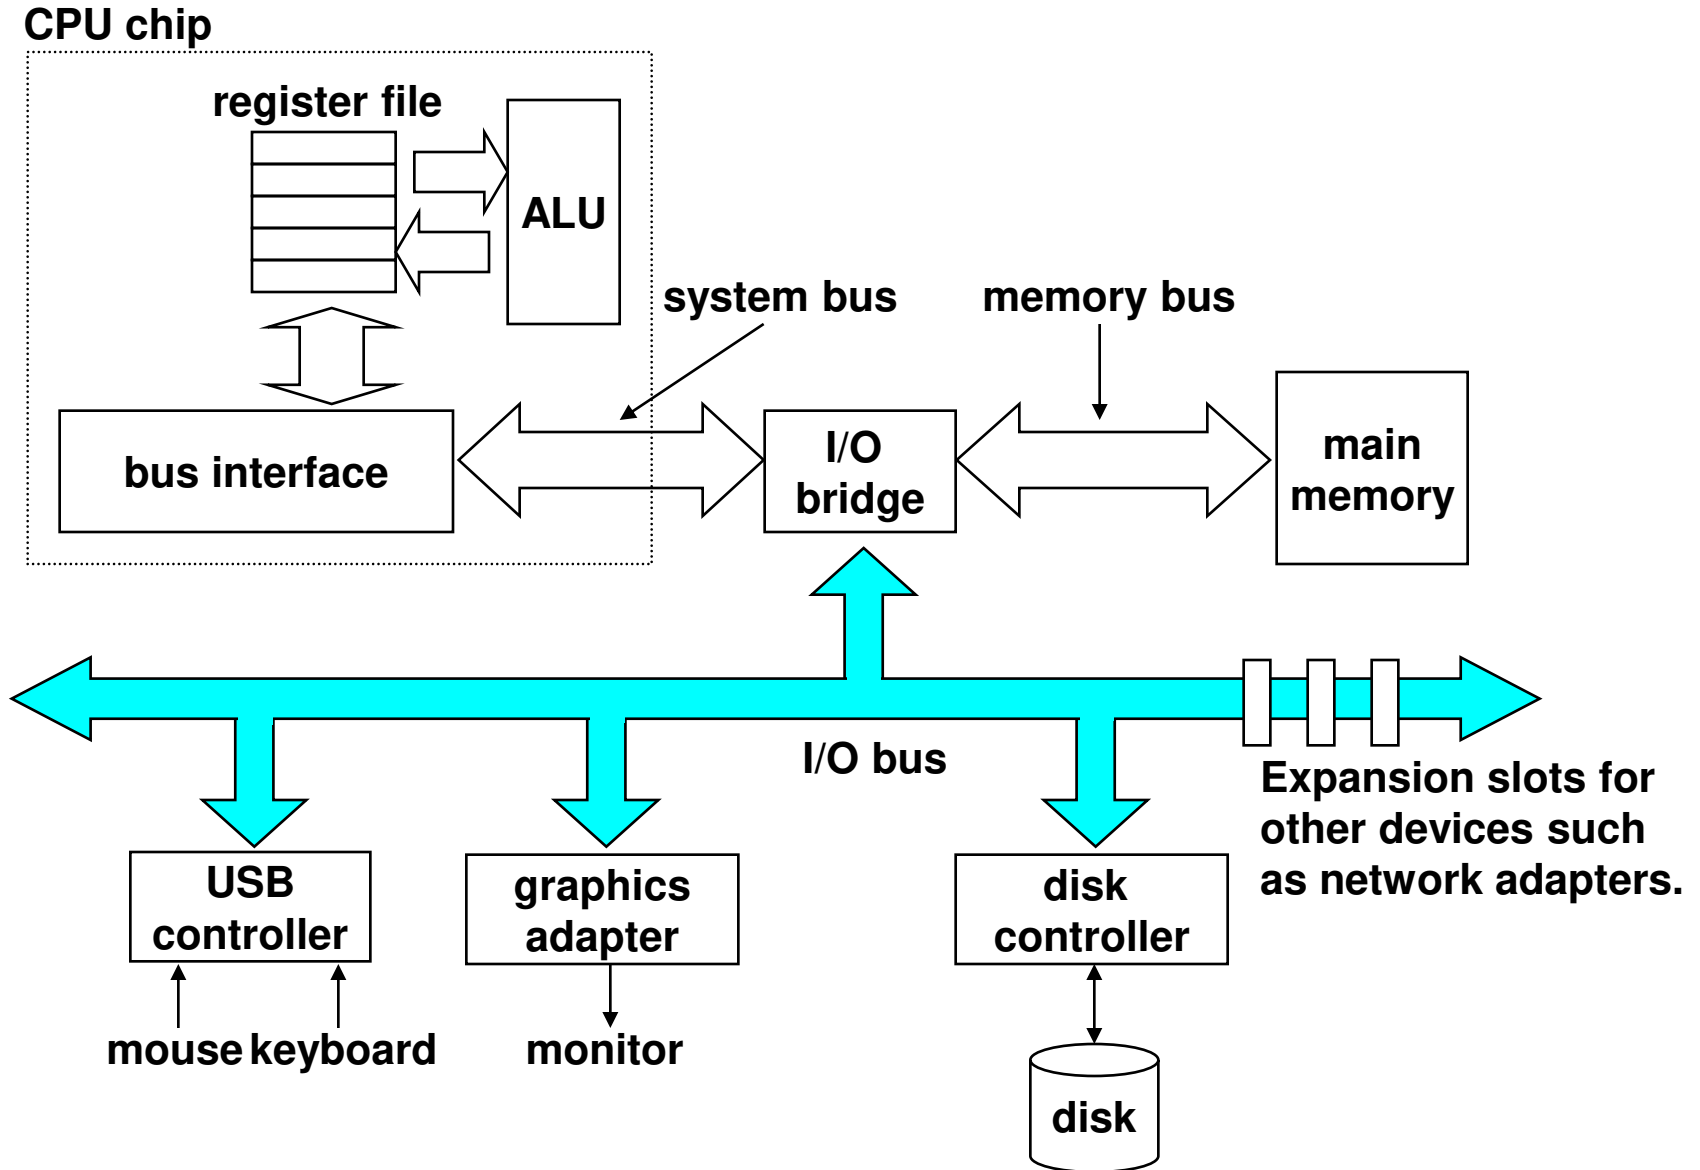 CPU chip
register file
ALU
system bus
memory bus
bus interface
I/O
bridge
main
memory
I/O bus
Expansion slots for
other devices such
as network adapters.
USB
controller
graphics
adapter
disk
controller
mouse
keyboard
monitor
disk